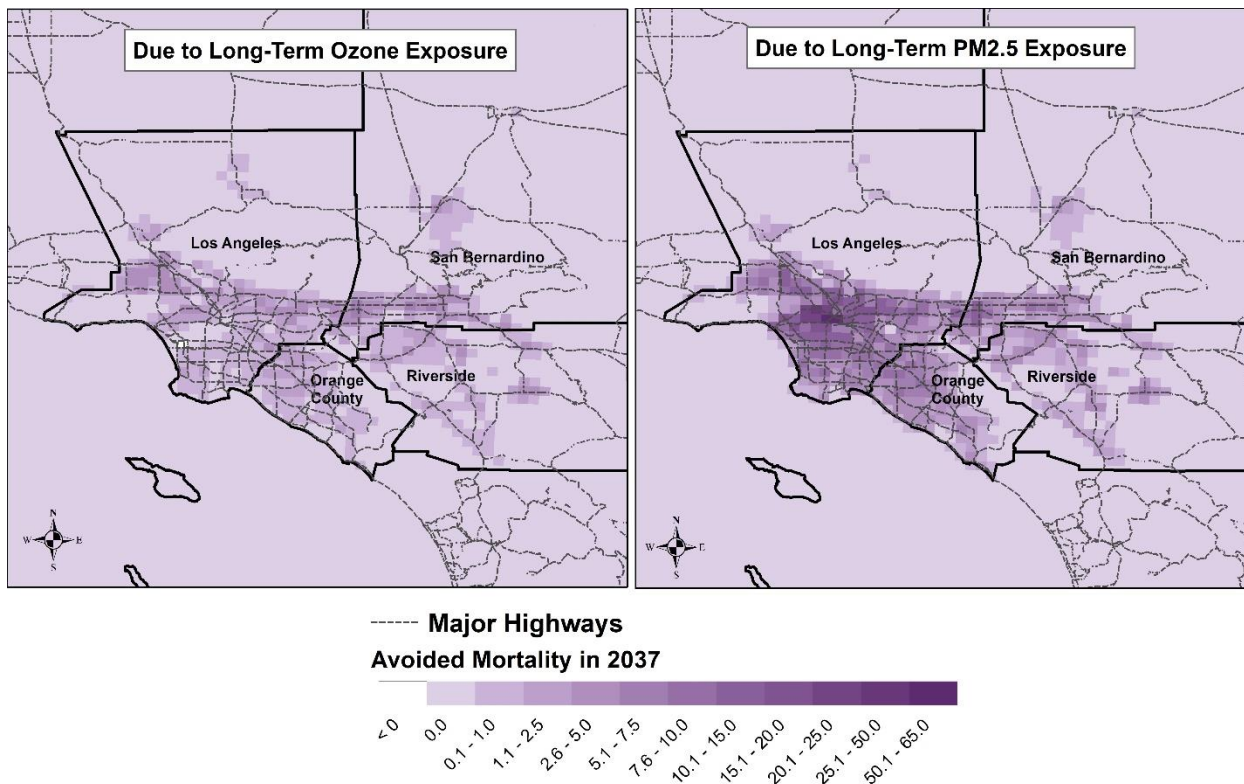 Due to Long-Term Ozone Exposure
Los Angeles
San Bernardino
Orange
County
Riverside
N
W E
S
Due to Long-Term PM2.5 Exposure
Los Angeles
San Bernardino
Orange
County
Riverside
N
W E
S
Major Highways
Avoided Mortality in 2037
< 0
0.0
0.1 - 1.0
1.1 - 2.5
2.6 - 5.0
5.1 - 7.5
7.6 - 10.0
10.1 - 15.0
15.1 - 20.0
20.1 - 25.0
25.1 - 50.0
50.1 - 65.0